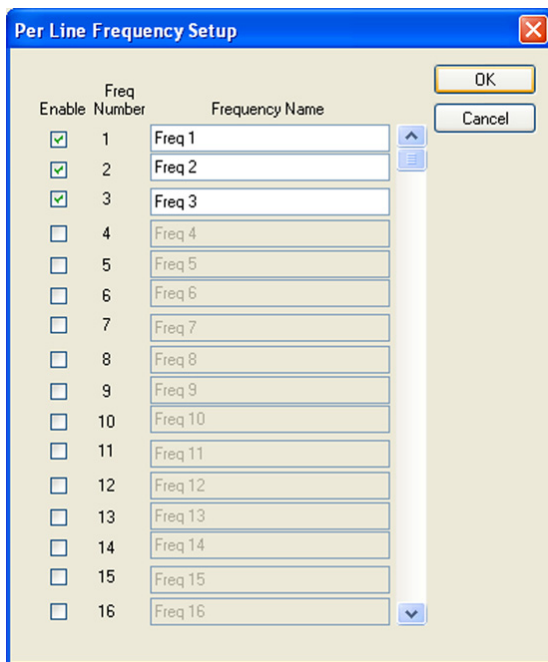 Per Line Frequency Setup
OK
Cancel
Freq
Enable Number Frequency Name
1 Freq 1
2 Freq 2
3 Freq 3
4 Freq 4
5 Freq 5
6 Freq 6
7 Freq 7
8 Freq 8
9 Freq 9
10 Freq 10
11 Freq 11
12 Freq 12
13 Freq 13
14 Freq 14
15 Freq 15
16 Freq 16